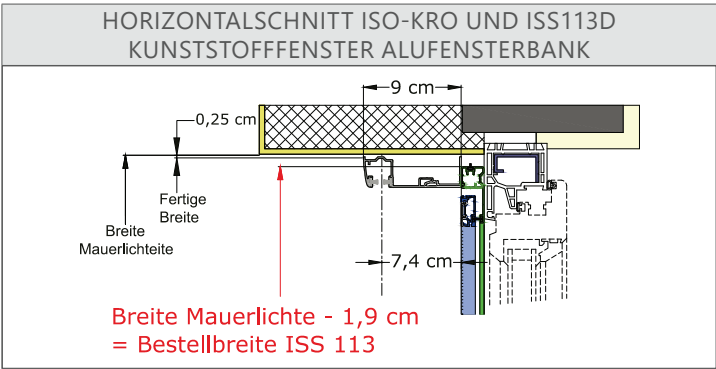 HORIZONTALSCHNITT ISO-KRO UND ISS113D
KUNSTSTOFFFENSTER ALUFENSTERBANK
9 cm
0,25 cm
Fertige
Breite
Breite
Mauerlichteite
7,4 cm
Breite Mauerlichte - 1,9 cm
= Bestellbreite ISS 113